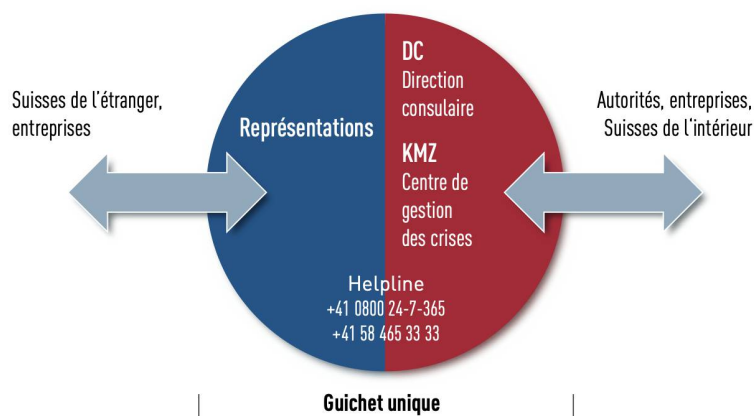 Suisses de l'étranger,
entreprises
Représentations
DC
Direction
consulaire
KMZ
Centre de
gestion
des crises
Autorités, entreprises,
Suisses de l'intérieur
Helpline
+41 0800 24-7-365
+41 58 465 33 33
Guichet unique